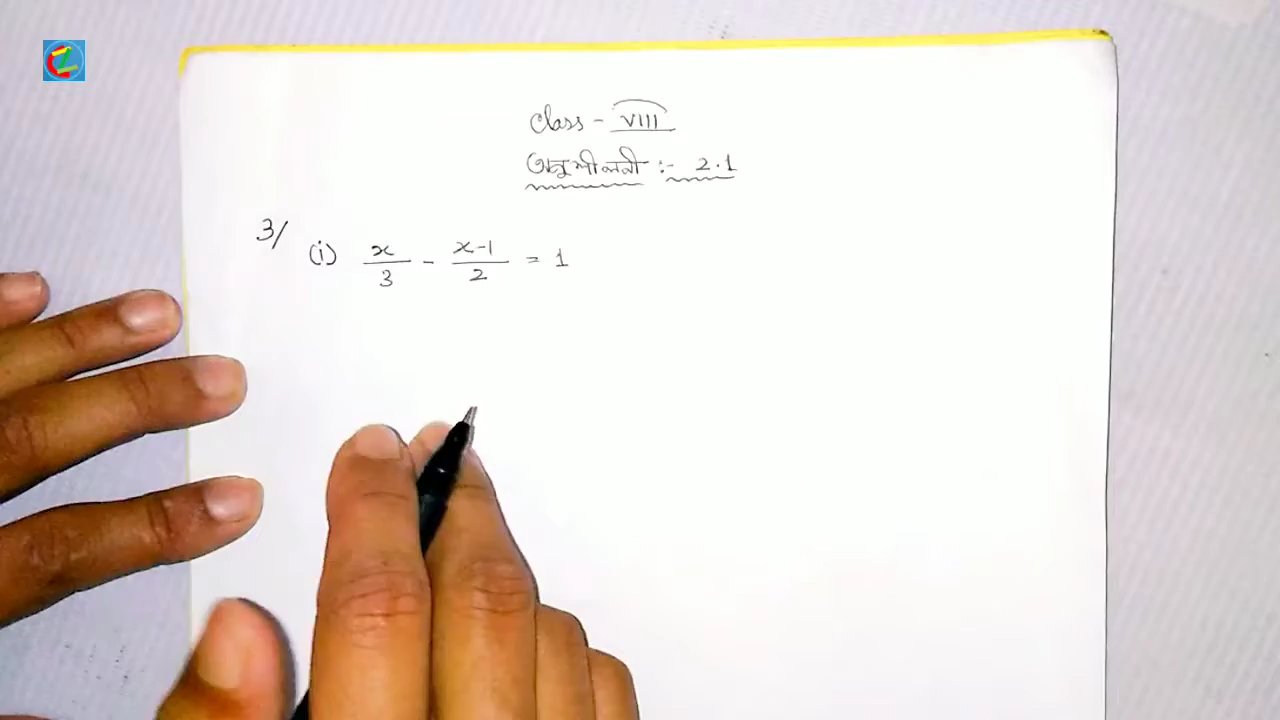 Class - VIII
অনুশীলনী :- 2.1
3/ (i) x/3 - x-1/2 = 1